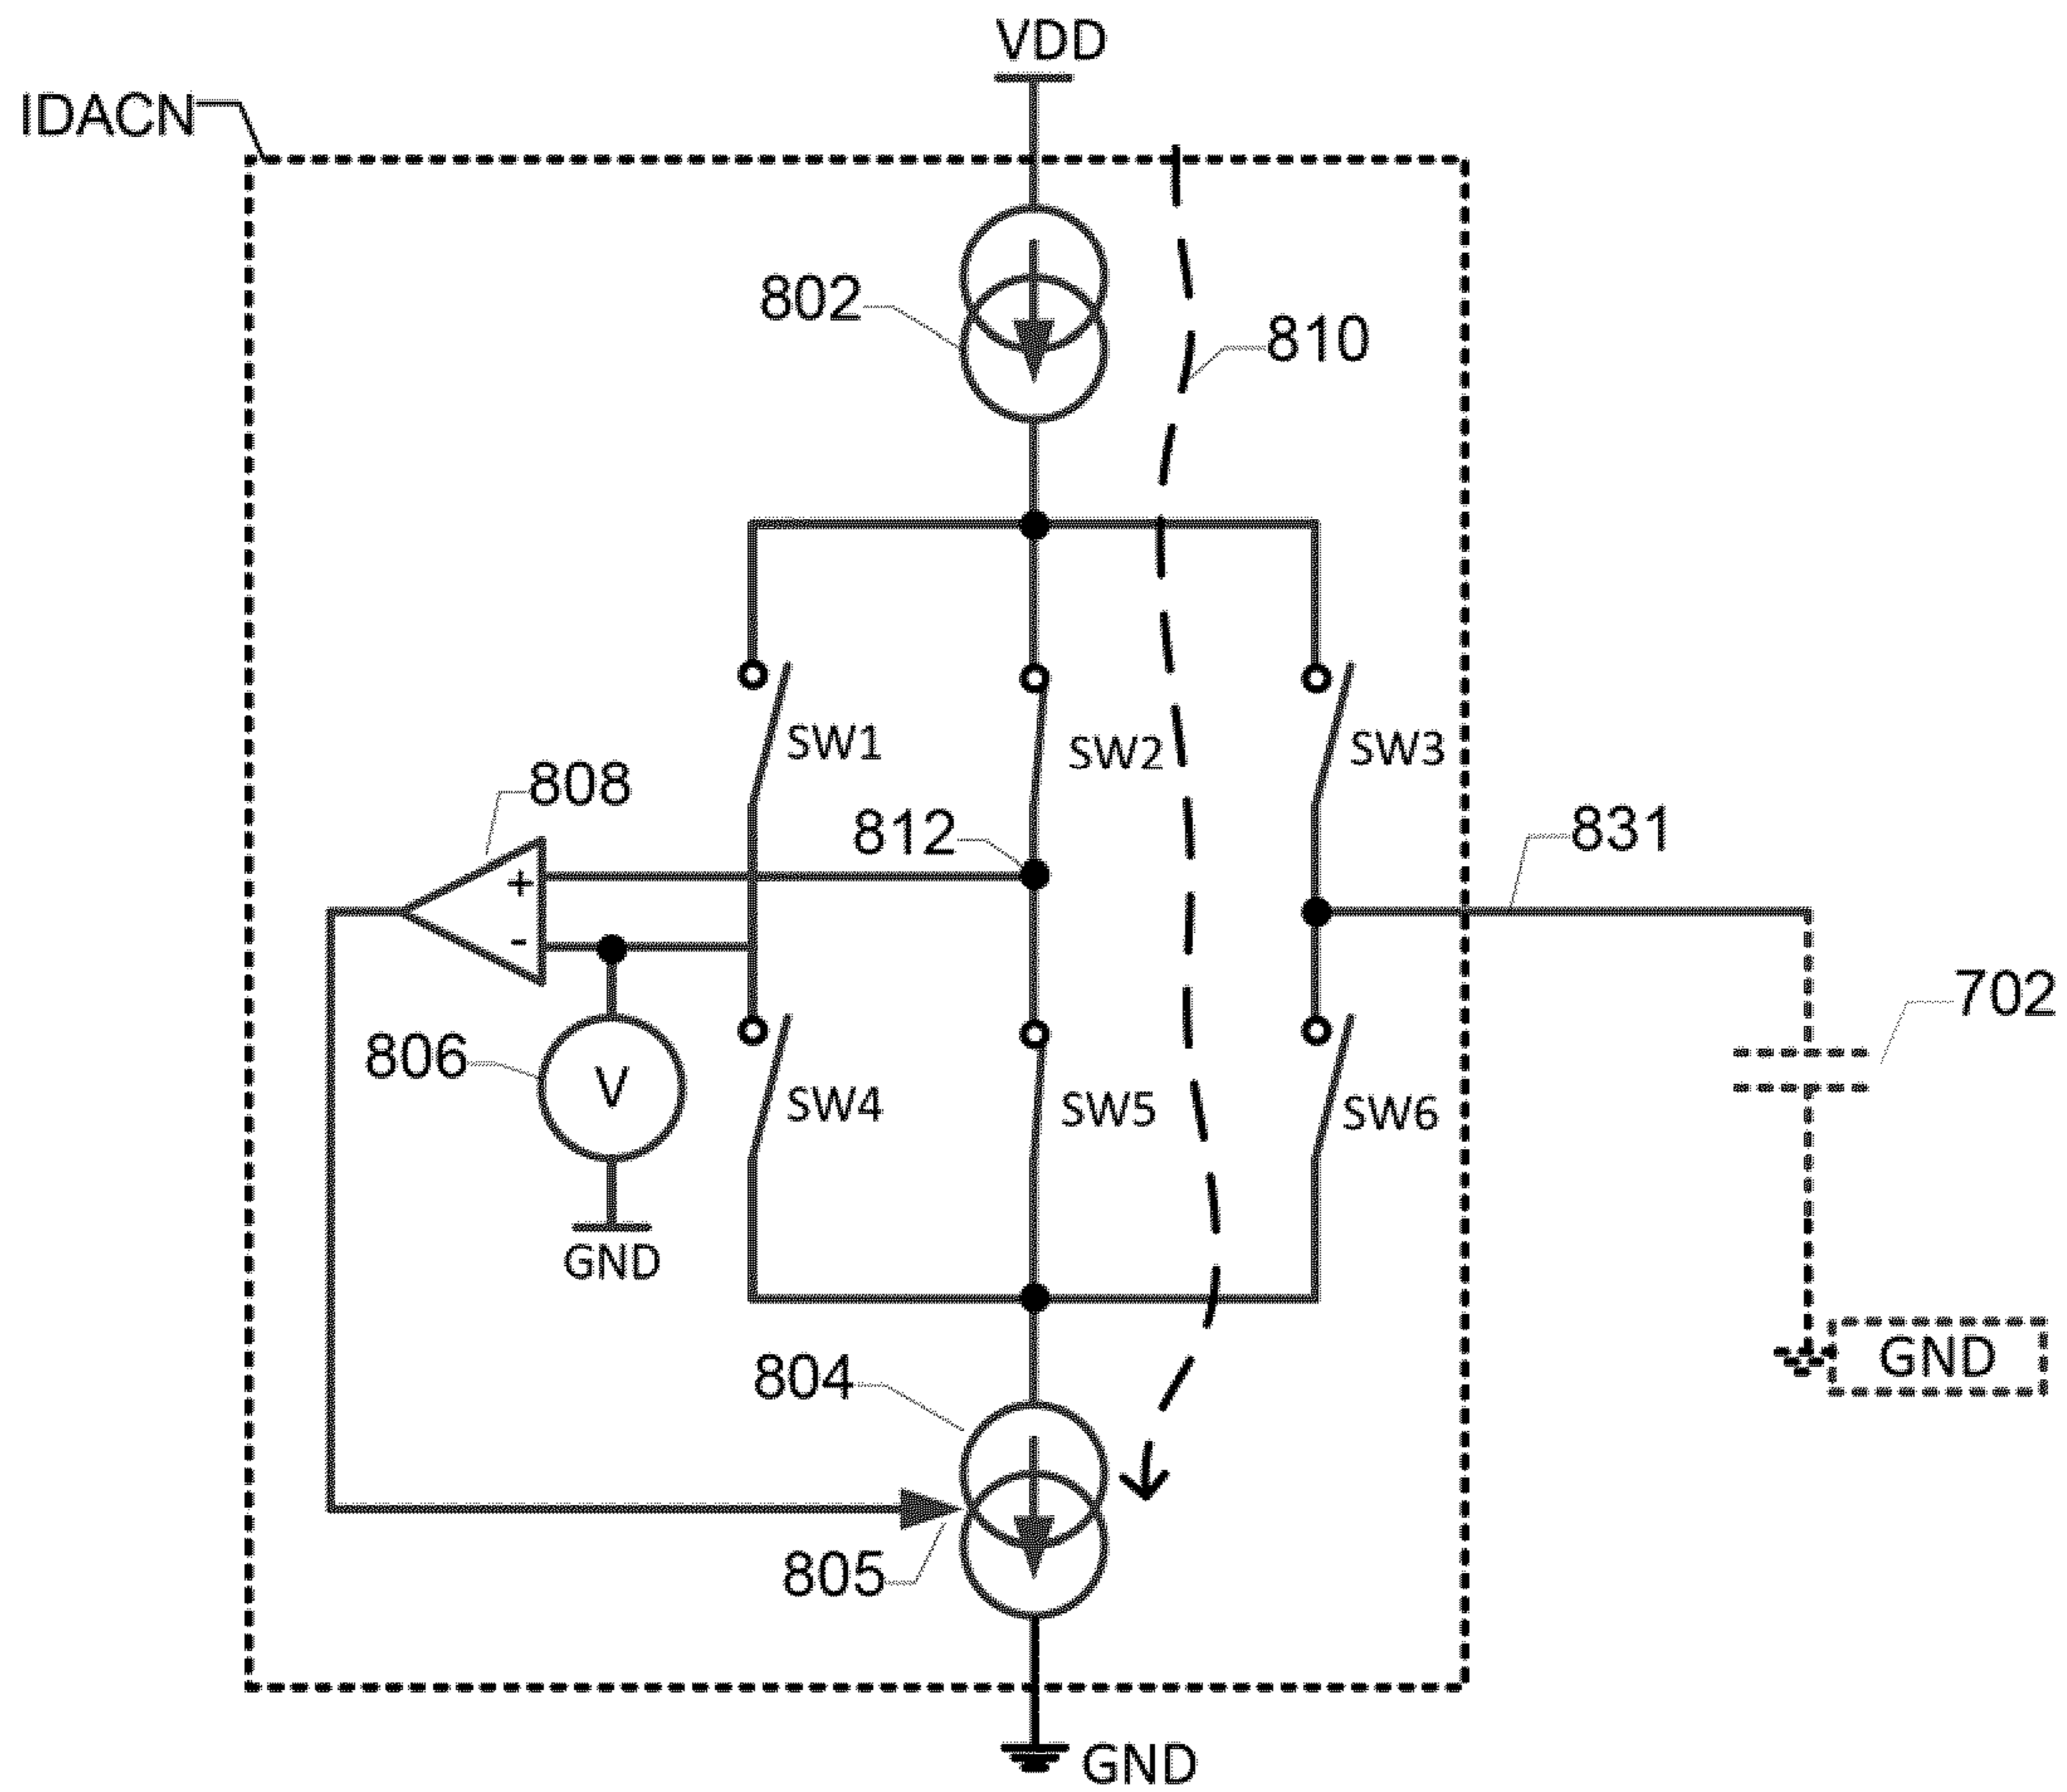 VDD
IDACN
802
810
SW1
SW2
SW3
808
812
831
+
-
702
806
V
SW4
SW5
SW6
GND
GND
804
805
GND